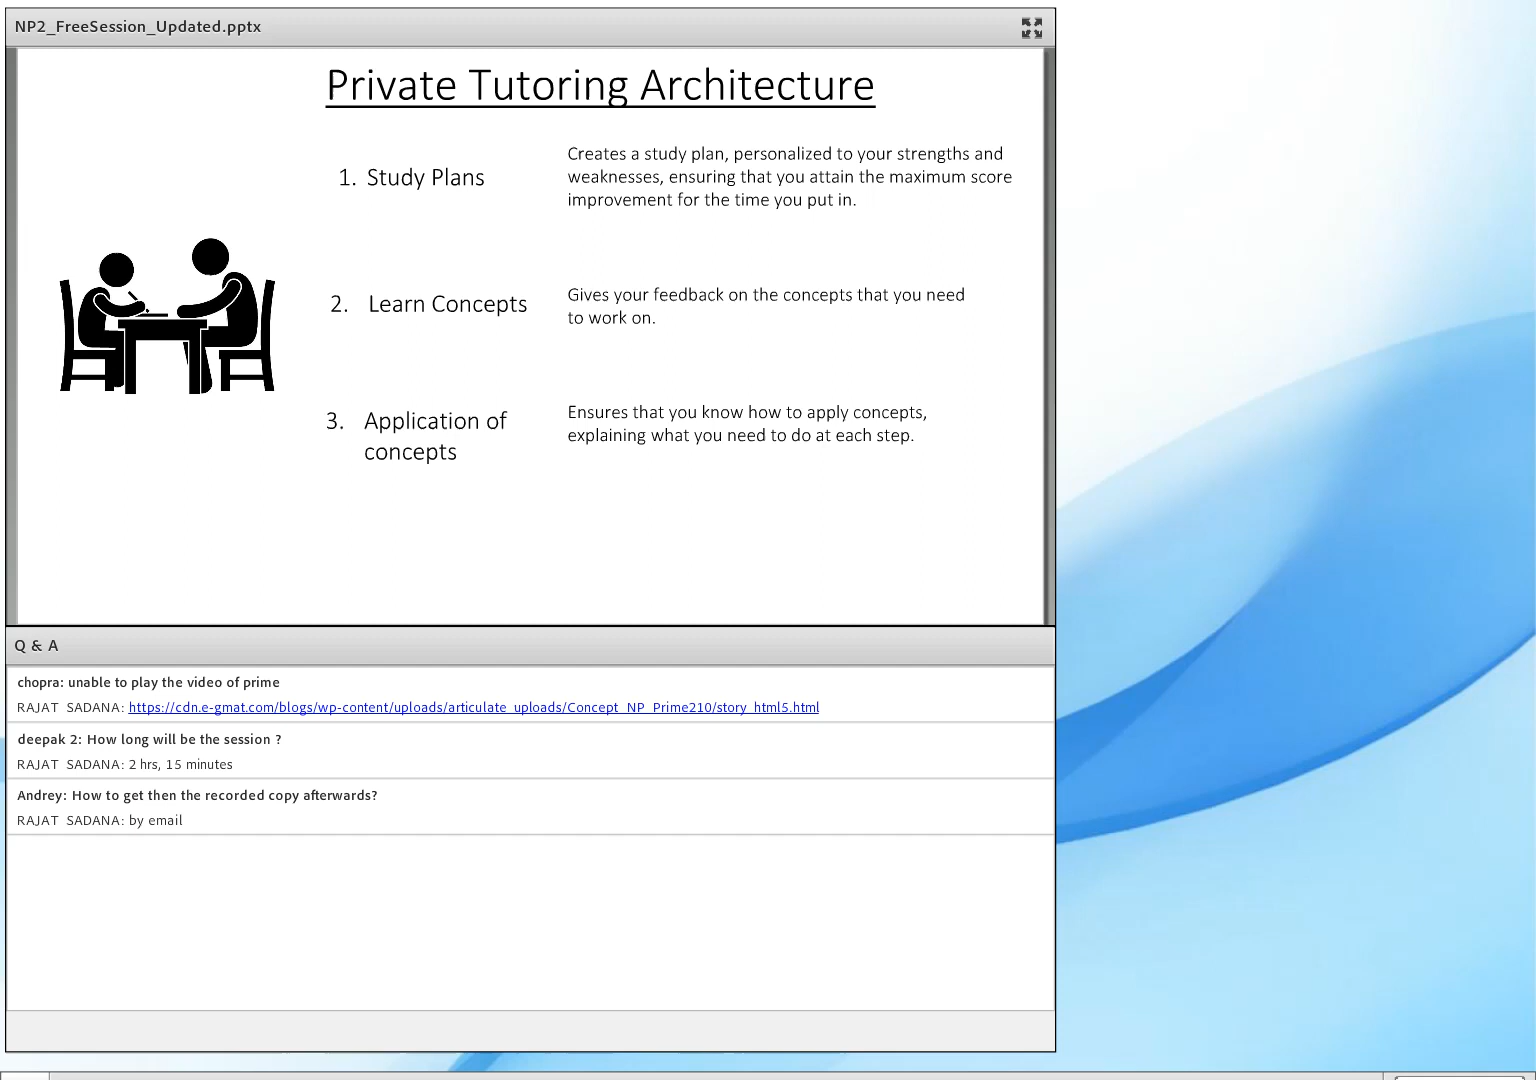 NP2_FreeSession_Updated.pptx
Private Tutoring Architecture
1. Study Plans
Creates a study plan, personalized to your strengths and
weaknesses, ensuring that you attain the maximum score
improvement for the time you put in.
2. Learn Concepts
Gives your feedback on the concepts that you need
to work on.
3. Application of
concepts
Ensures that you know how to apply concepts,
explaining what you need to do at each step.
Q & A
chopra: unable to play the video of prime
RAJAT SADANA: https://cdn.e-gmat.com/blogs/wp-content/uploads/articulate_uploads/Concept_NP_Prime210/story_html5.html
deepak 2: How long will be the session ?
RAJAT SADANA: 2 hrs, 15 minutes
Andrey: How to get then the recorded copy afterwards?
RAJAT SADANA: by email